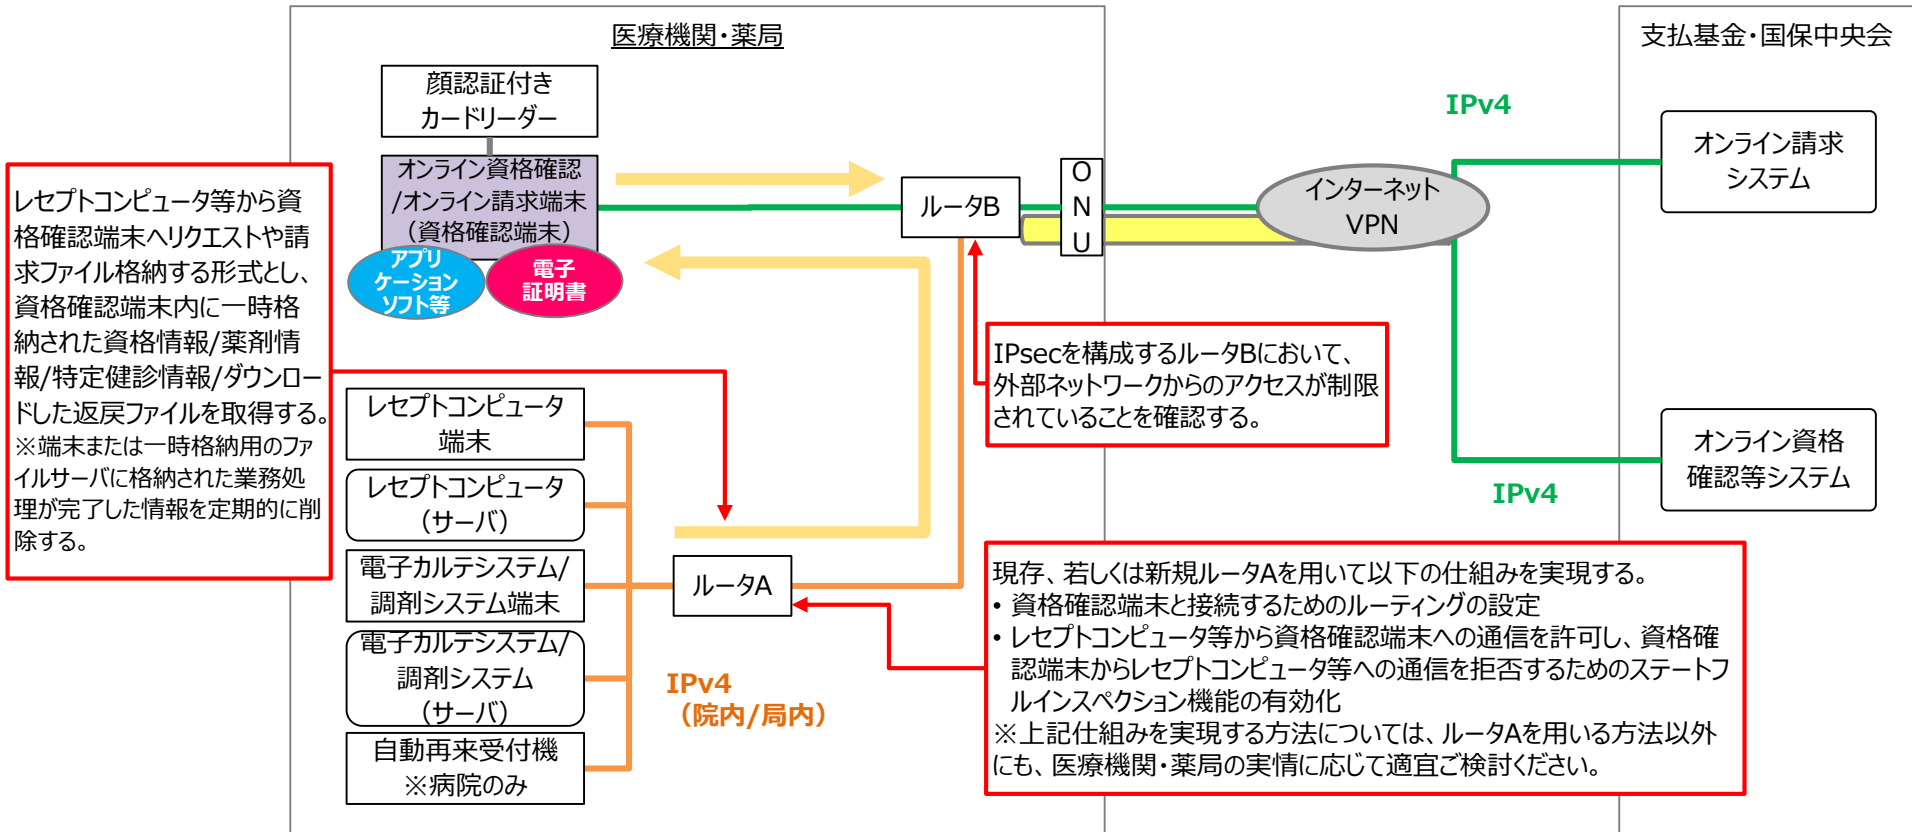 医療機関・薬局
支払基金・国保中央会
顔認証付き
カードリーダー
オンライン資格確認
/オンライン請求端末
（資格確認端末）
アプリ
ケーション
ソフト等
電子
証明書
ルータB
O
N
U
インターネット
VPN
IPv4
オンライン請求
システム
IPv4
オンライン資格
確認等システム
レセプトコンピュータ等から資
格確認端末へリクエストや請
求ファイル格納する形式とし、
資格確認端末内に一時格
納された資格情報/薬剤情
報/特定健診情報/ダウンロー
ドした返戻ファイルを取得する。
※端末または一時格納用のファ
イルサーバに格納された業務処
理が完了した情報を定期的に削
除する。
IPsecを構成するルータBにおいて、
外部ネットワークからのアクセスが制限
されていることを確認する。
レセプトコンピュータ
端末
レセプトコンピュータ
（サーバ）
電子カルテシステム/
調剤システム端末
電子カルテシステム/
調剤システム
（サーバ）
自動再来受付機
※病院のみ
ルータA
IPv4
（院内/局内）
現存、若しくは新規ルータAを用いて以下の仕組みを実現する。
• 資格確認端末と接続するためのルーティングの設定
• レセプトコンピュータ等から資格確認端末への通信を許可し、資格確
認端末からレセプトコンピュータ等への通信を拒否するためのステートフ
ルインスペクション機能の有効化
※上記仕組みを実現する方法については、ルータAを用いる方法以外
にも、医療機関・薬局の実情に応じて適宜ご検討ください。